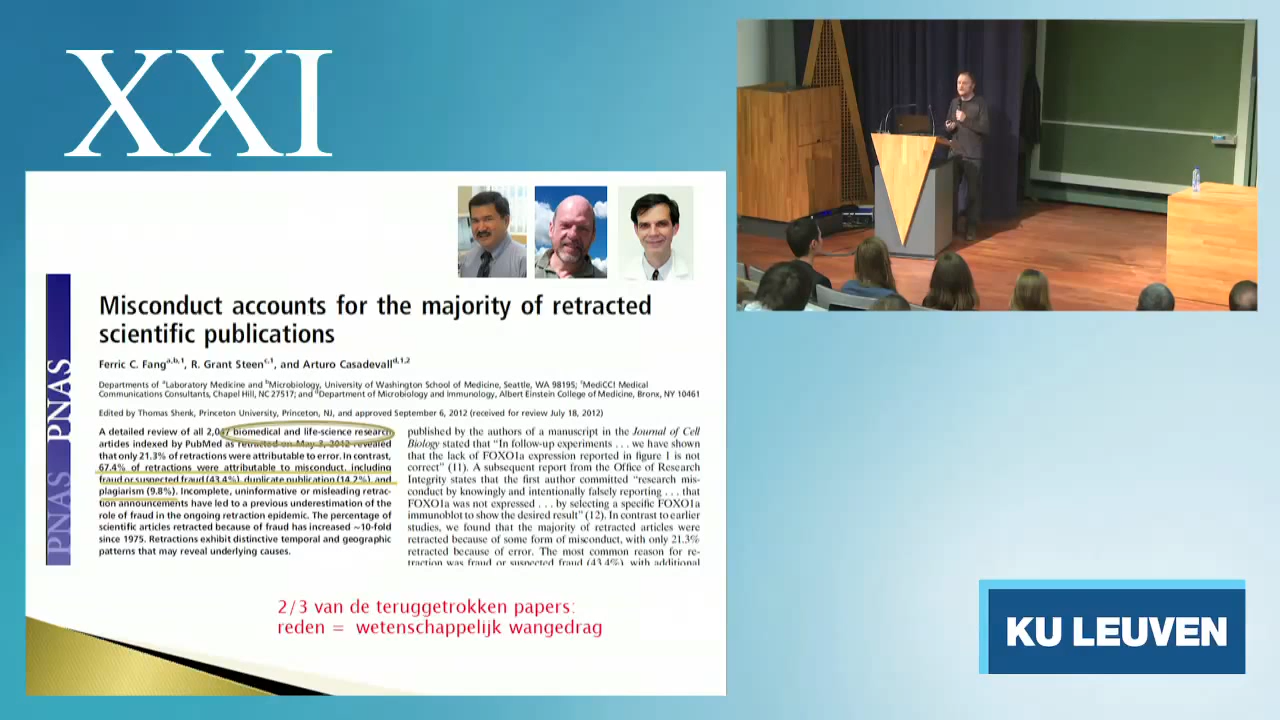 XXI
Misconduct accounts for the majority of retracted
scientific publications
Ferric C. Fang^a,b,1, R. Grant Steen^c,1, and Arturo Casadevall^d,1,2
Departments of ^aLaboratory Medicine and ^bMicrobiology, University of Washington School of Medicine, Seattle, WA 98195; ^cMediCC! Medical
Communications Consultants, Chapel Hill, NC 27517; and ^dDepartment of Microbiology and Immunology, Albert Einstein College of Medicine, Bronx, NY 10461
Edited by Thomas Shenk, Princeton University, Princeton, NJ, and approved September 6, 2012 (received for review July 18, 2012)
A detailed review of all 2,047 biomedical and life-science research
articles indexed by PubMed as retracted on May 3, 2012 revealed
that only 21.3% of retractions were attributable to error. In contrast,
67.4% of retractions were attributable to misconduct, including
fraud or suspected fraud (43.4%), duplicate publication (14.2%), and
plagiarism (9.8%). Incomplete, uninformative or misleading retrac-
tion announcements have led to a previous underestimation of the
role of fraud in the ongoing retraction epidemic. The percentage of
scientific articles retracted because of fraud has increased ~10-fold
since 1975. Retractions exhibit distinctive temporal and geographic
patterns that may reveal underlying causes.
published by the authors of a manuscript in the Journal of Cell
Biology stated that “In follow-up experiments . . . we have shown
that the lack of FOXO1a expression reported in figure 1 is not
correct” (11). A subsequent report from the Office of Research
Integrity states that the first author committed “research mis-
conduct by knowingly and intentionally falsely reporting . . . that
FOXO1a was not expressed . . . by selecting a specific FOXO1a
immunoblot to show the desired result” (12). In contrast to earlier
studies, we found that the majority of retracted articles were
retracted because of some form of misconduct, with only 21.3%
retracted because of error. The most common reason for re-
traction was fraud or suspected fraud (43.4%), with additional
PNAS PNAS
2/3 van de teruggetrokken papers:
reden = wetenschappelijk wangedrag
KU LEUVEN